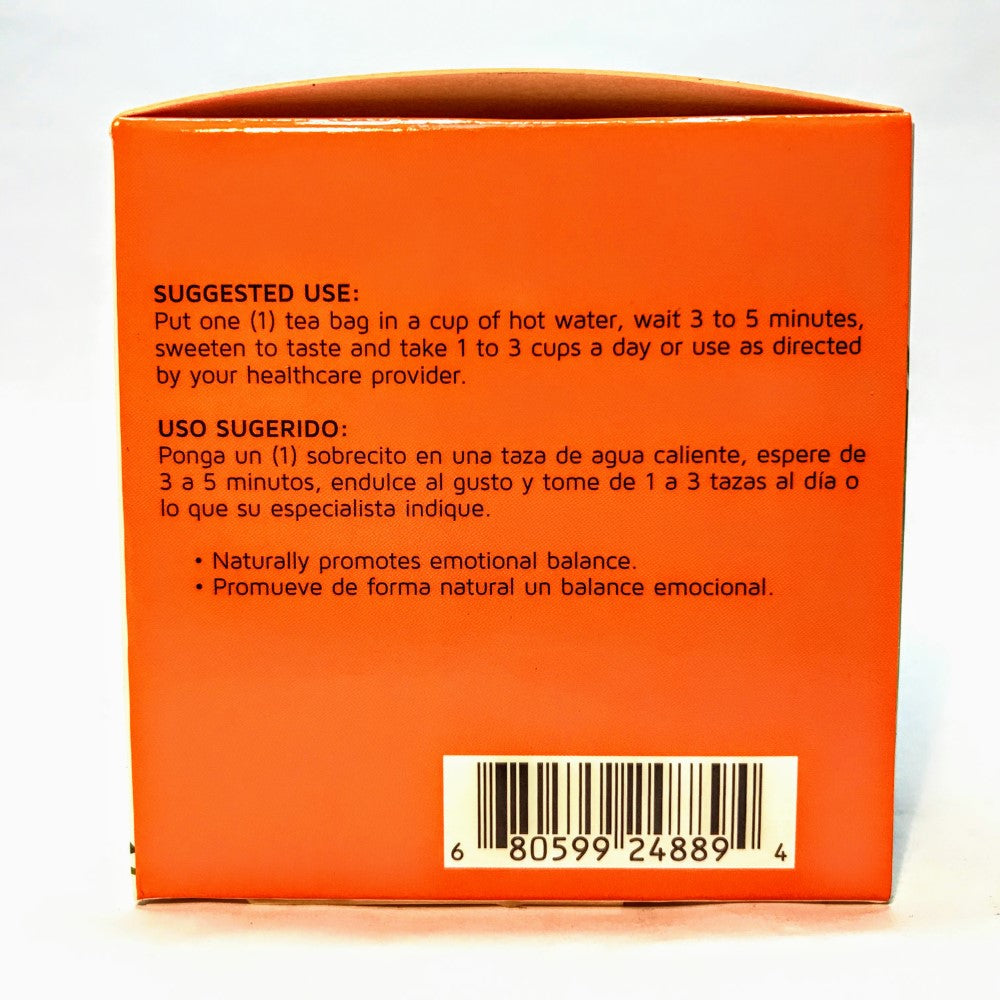 SUGGESTED USE:
Put one (1) tea bag in a cup of hot water, wait 3 to 5 minutes,
sweeten to taste and take 1 to 3 cups a day or use as directed
by your healthcare provider.
USO SUGERIDO:
Ponga un (1) sobrecito en una taza de agua caliente, espere de
3 a 5 minutos, endulce al gusto y tome de 1 a 3 tazas al día o
lo que su especialista indique.
• Naturally promotes emotional balance.
• Promueve de forma natural un balance emocional.
6 80599 24889 4